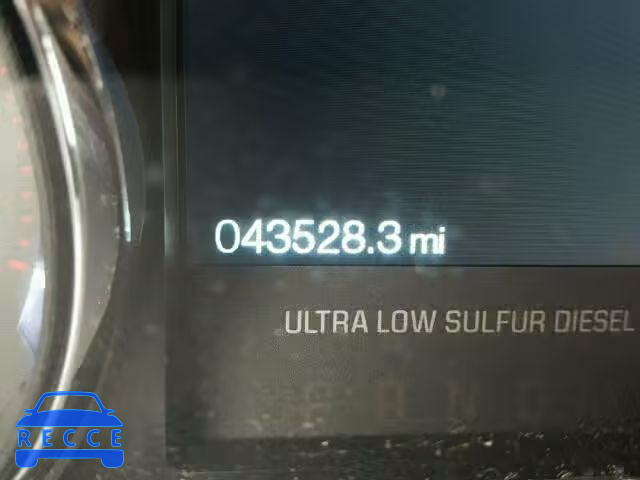 043528.3 mi
ULTRA LOW SULFUR DIESEL
RECCE